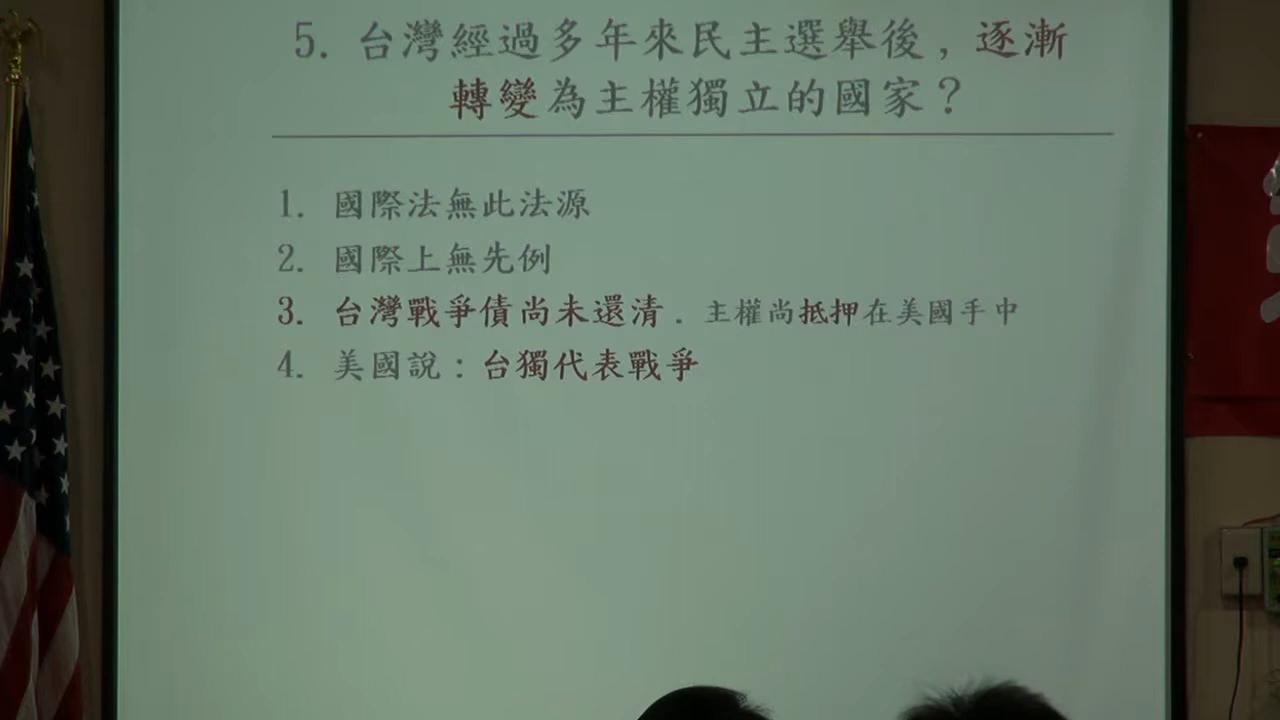 5. 台灣經過多年來民主選舉後，逐漸
轉變為主權獨立的國家？
1. 國際法無此法源
2. 國際上無先例
3. 台灣戰爭債尚未還清．主權尚抵押在美國手中
4. 美國說：台獨代表戰爭